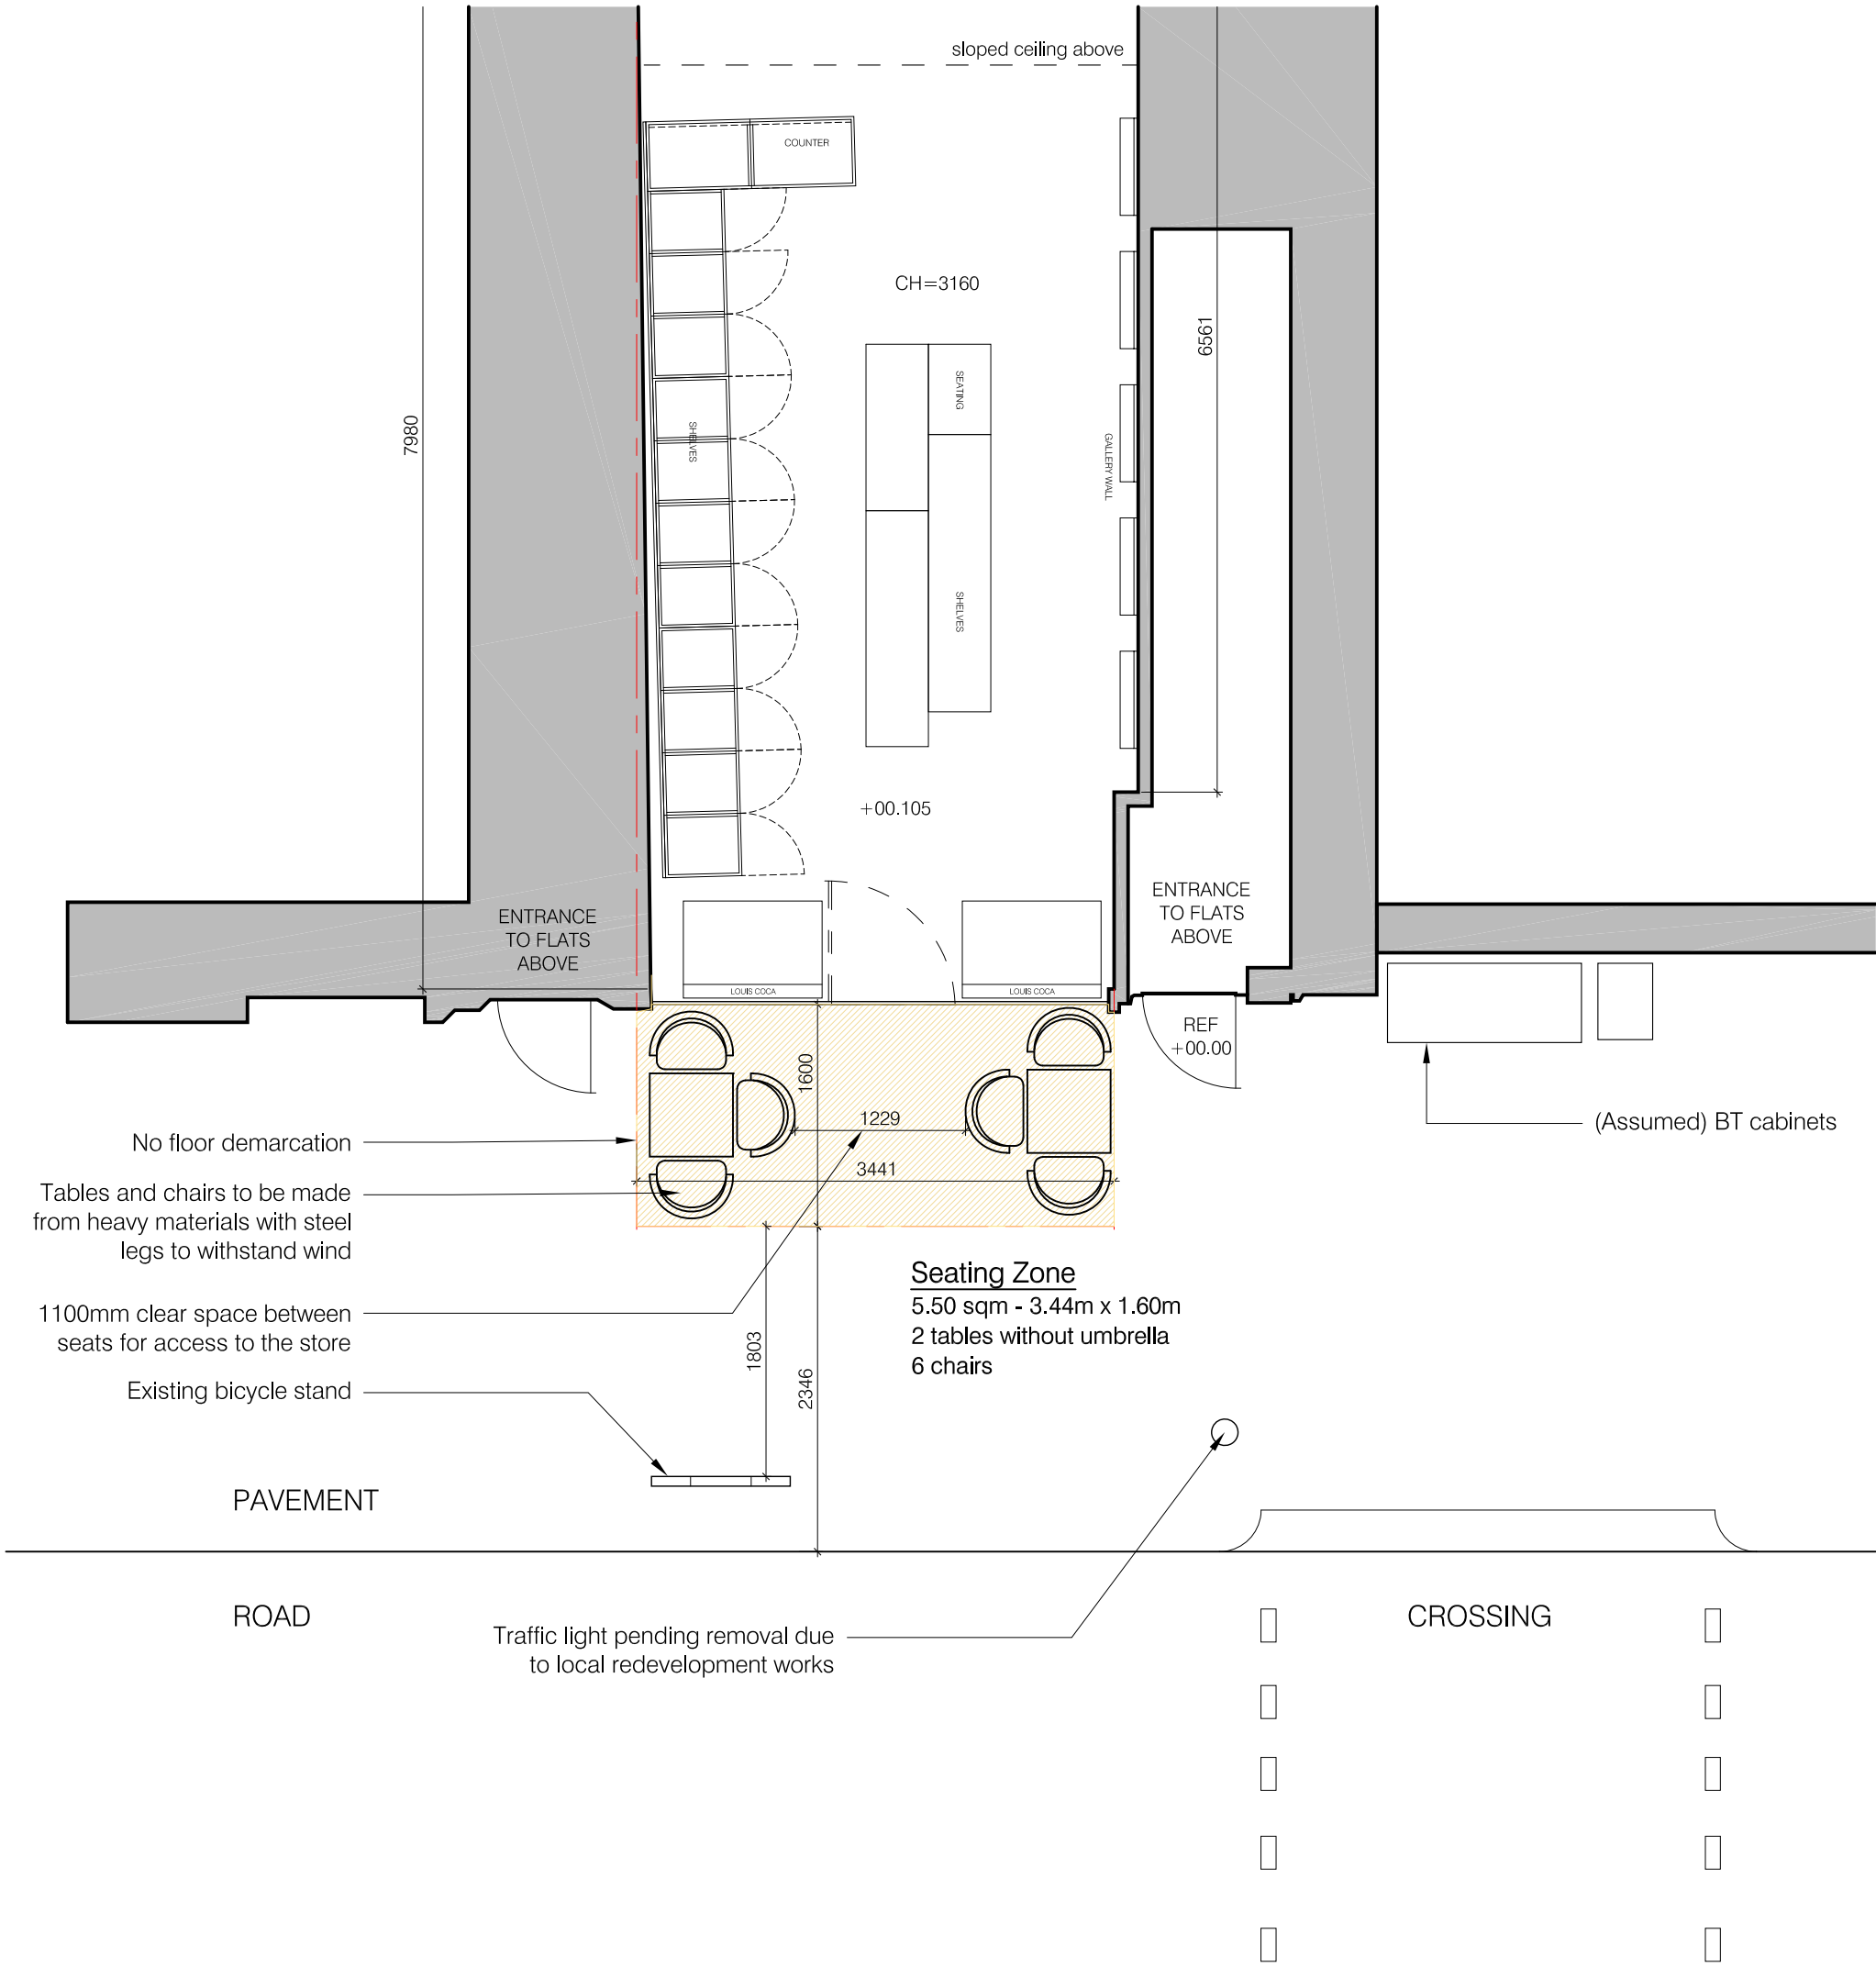 sloped ceiling above
COUNTER
CH=3160
6561
SEATING
7980
SHELVES
GALLERY WALL
SHELVES
+00.105
ENTRANCE
TO FLATS
ABOVE
ENTRANCE
TO FLATS
ABOVE
LOUIS COCA
LOUIS COCA
REF
+00.00
1600
1229
3441
(Assumed) BT cabinets
No floor demarcation
Tables and chairs to be made
from heavy materials with steel
legs to withstand wind
Seating Zone
5.50 sqm - 3.44m x 1.60m
2 tables without umbrella
6 chairs
1100mm clear space between
seats for access to the store
1803
2346
Existing bicycle stand
PAVEMENT
ROAD
CROSSING
Traffic light pending removal due
to local redevelopment works